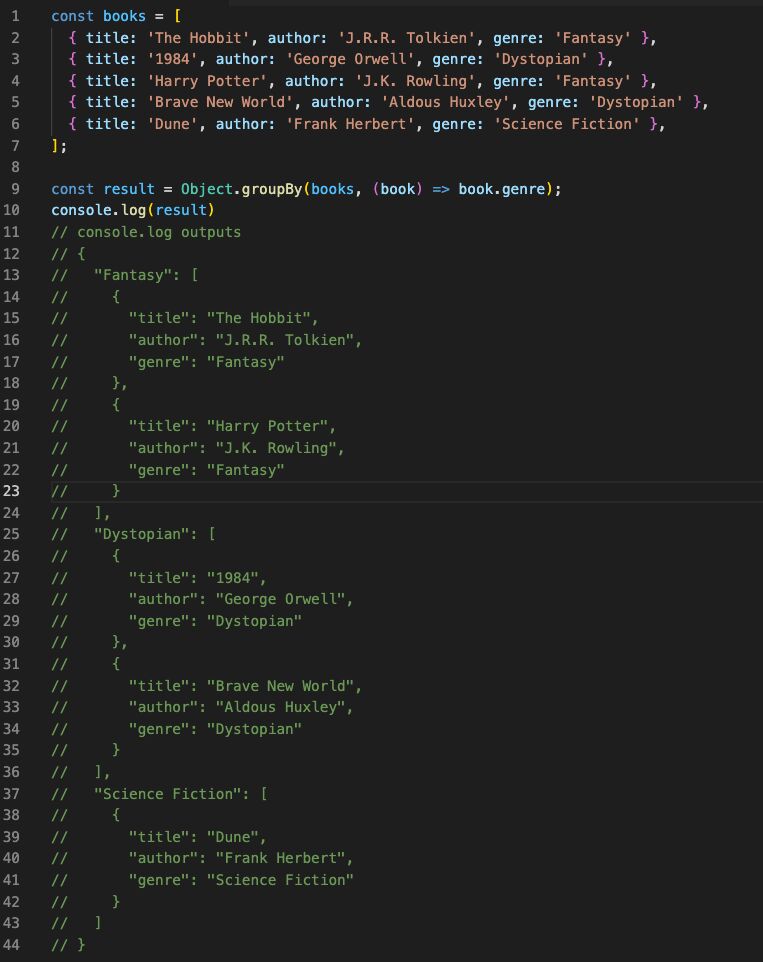 1 const books = [
2 { title: 'The Hobbit', author: 'J.R.R. Tolkien', genre: 'Fantasy' },
3 { title: '1984', author: 'George Orwell', genre: 'Dystopian' },
4 { title: 'Harry Potter', author: 'J.K. Rowling', genre: 'Fantasy' },
5 { title: 'Brave New World', author: 'Aldous Huxley', genre: 'Dystopian' },
6 { title: 'Dune', author: 'Frank Herbert', genre: 'Science Fiction' },
7 ];
8
9 const result = Object.groupBy(books, (book) => book.genre);
10 console.log(result)
11 // console.log outputs
12 // {
13 //   "Fantasy": [
14 //     {
15 //       "title": "The Hobbit",
16 //       "author": "J.R.R. Tolkien",
17 //       "genre": "Fantasy"
18 //     },
19 //     {
20 //       "title": "Harry Potter",
21 //       "author": "J.K. Rowling",
22 //       "genre": "Fantasy"
23 //     }
24 //   ],
25 //   "Dystopian": [
26 //     {
27 //       "title": "1984",
28 //       "author": "George Orwell",
29 //       "genre": "Dystopian"
30 //     },
31 //     {
32 //       "title": "Brave New World",
33 //       "author": "Aldous Huxley",
34 //       "genre": "Dystopian"
35 //     }
36 //   ],
37 //   "Science Fiction": [
38 //     {
39 //       "title": "Dune",
40 //       "author": "Frank Herbert",
41 //       "genre": "Science Fiction"
42 //     }
43 //   ]
44 // }